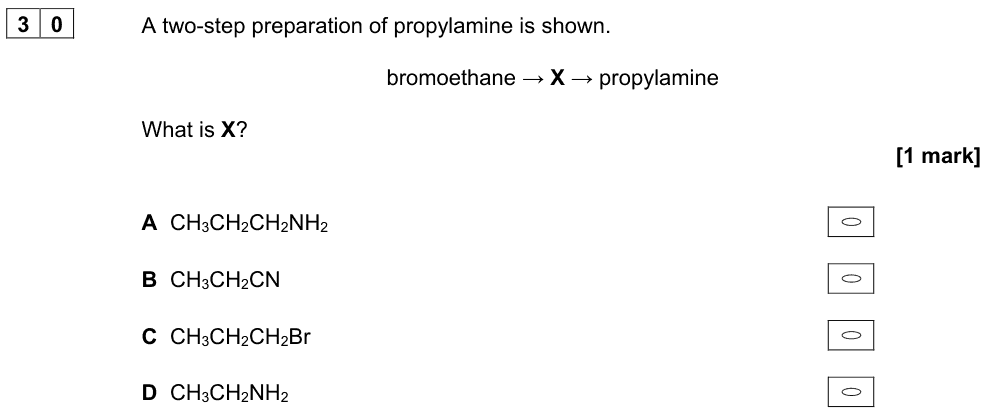 3 0 A two-step preparation of propylamine is shown.
bromoethane → X → propylamine
What is X?
[1 mark]
A CH₃CH₂CH₂NH₂
B CH₃CH₂CN
C CH₃CH₂CH₂Br
D CH₃CH₂NH₂